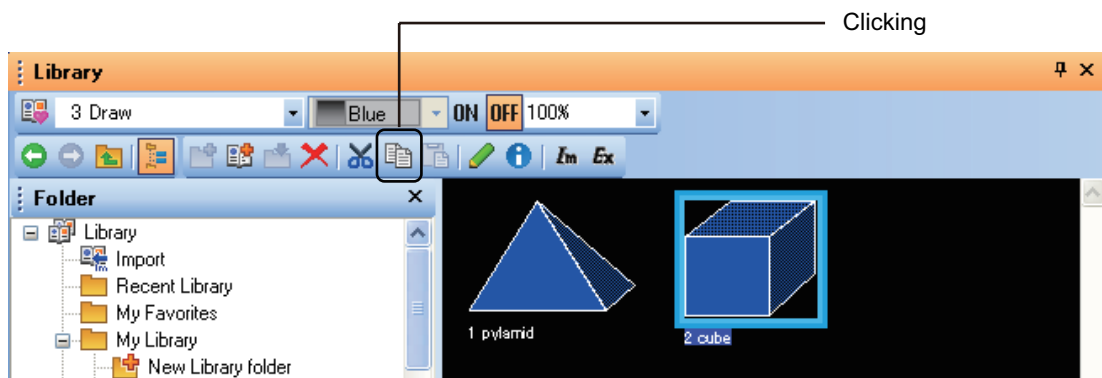 Clicking
Library
3 Draw Blue ON OFF 100%
Im Ex
Folder
Library
Im
Import
Recent Library
My Favorites
My Library
New Library folder
1 pylamid
2 cube